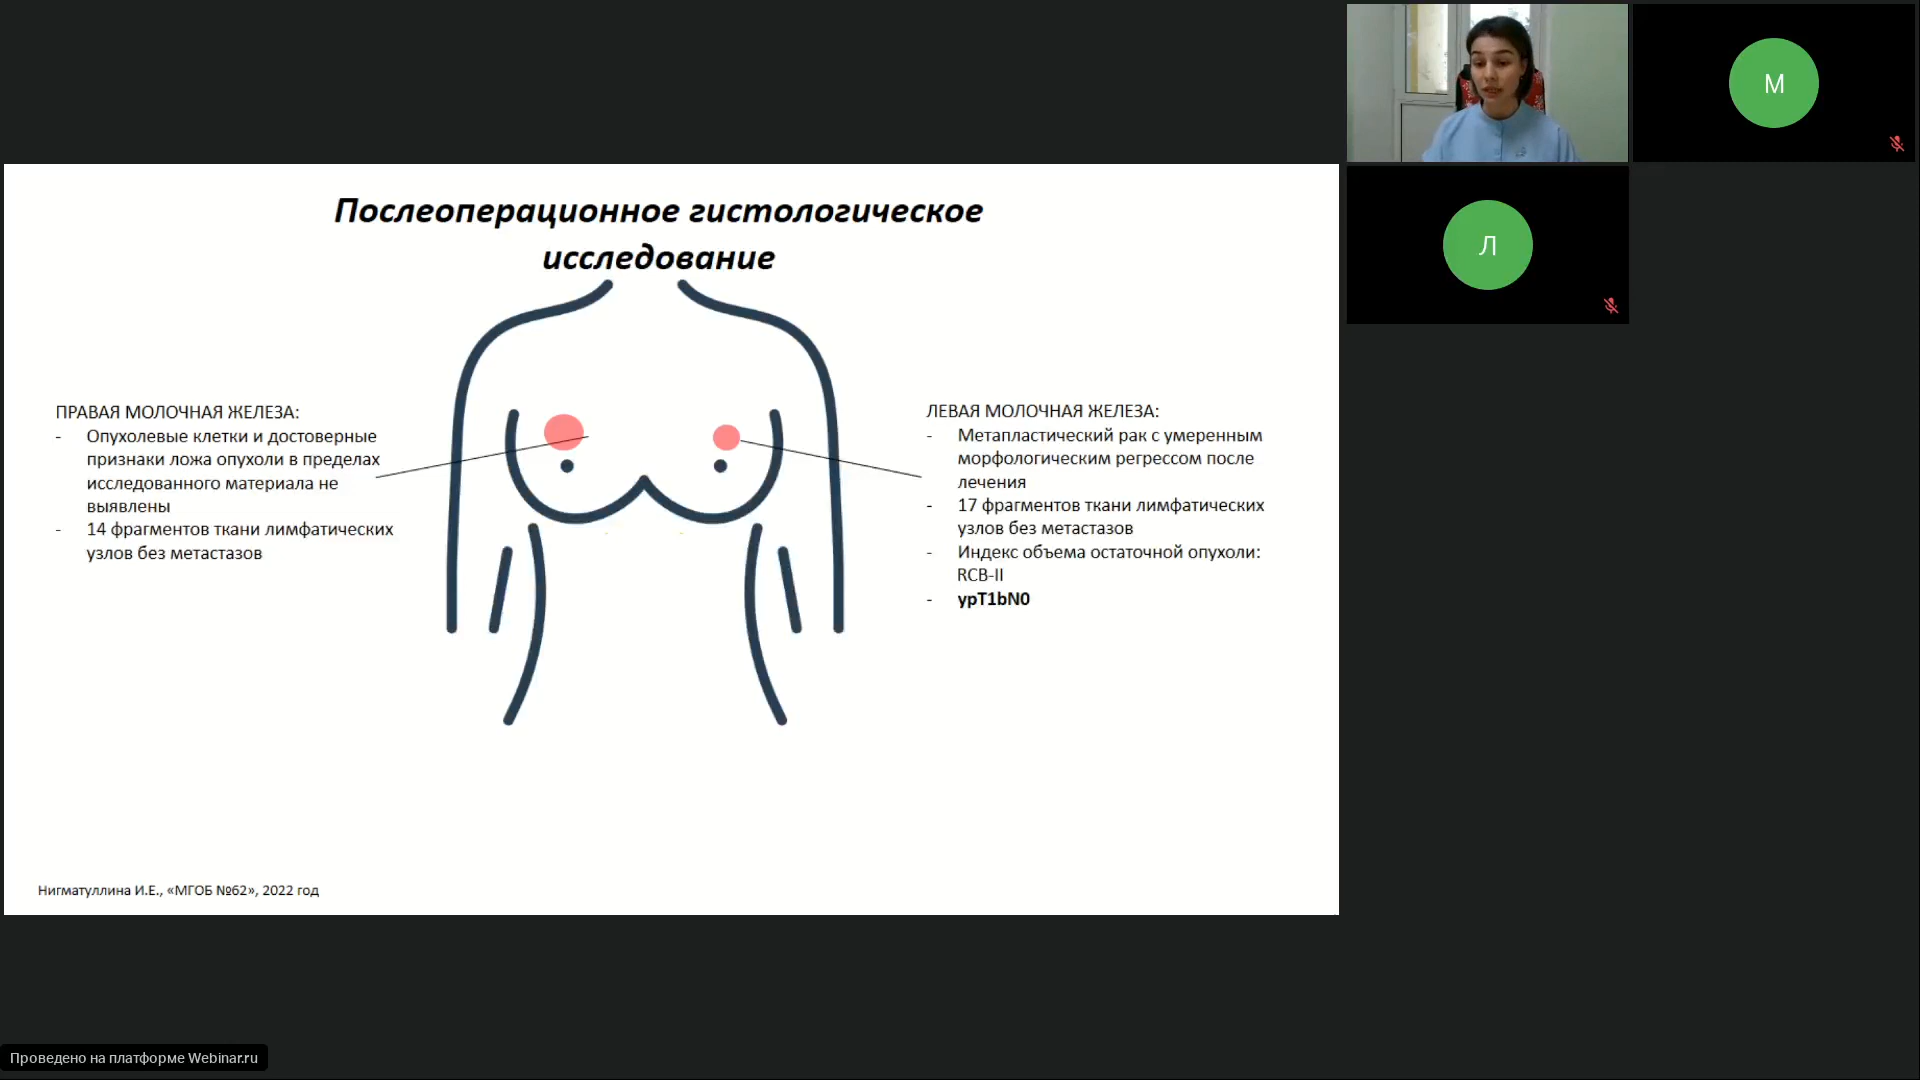 М
Л
Послеоперационное гистологическое
исследование
ПРАВАЯ МОЛОЧНАЯ ЖЕЛЕЗА:
- Опухолевые клетки и достоверные
признаки ложа опухоли в пределах
исследованного материала не
выявлены
- 14 фрагментов ткани лимфатических
узлов без метастазов
ЛЕВАЯ МОЛОЧНАЯ ЖЕЛЕЗА:
- Метапластический рак с умеренным
морфологическим регрессом после
лечения
- 17 фрагментов ткани лимфатических
узлов без метастазов
- Индекс объема остаточной опухоли:
RCB-II
- ypT1bN0
Нигматуллина И.Е., «МГОБ №62», 2022 год
Проведено на платформе Webinar.ru